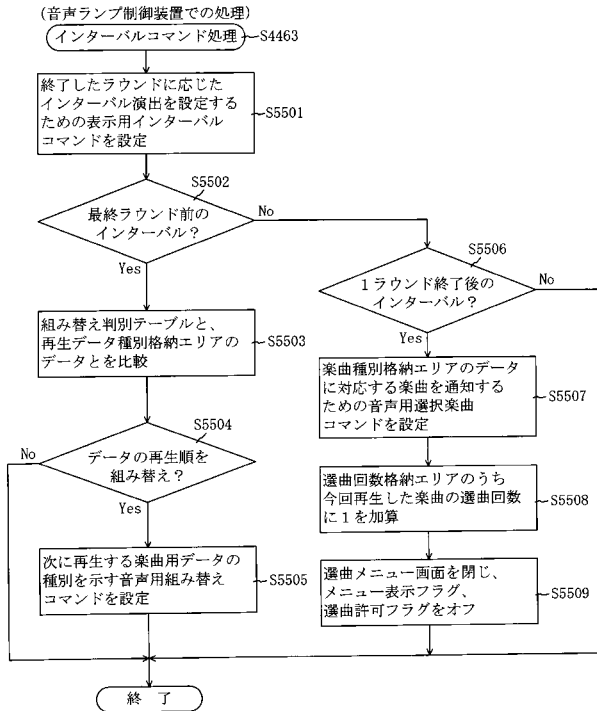 (音声ランプ制御装置での処理)
インターバルコマンド処理
S4463
終了したラウンドに応じた
インターバル演出を設定する
ための表示用インターバル
コマンドを設定
S5501
S5502
最終ラウンド前の
インターバル?
No
Yes
S5506
1ラウンド終了後の
インターバル?
No
Yes
組み替え判別テーブルと、
再生データ種別格納エリアの
データとを比較
S5503
楽曲種別格納エリアのデータ
に対応する楽曲を通知する
ための音声用選択楽曲
コマンドを設定
S5507
S5504
データの再生順を
組み替え?
No
Yes
選曲回数格納エリアのうち
今回再生した楽曲の選曲回数
に1を加算
S5508
次に再生する楽曲用データの
種別を示す音声用組み替え
コマンドを設定
S5505
選曲メニュー画面を閉じ、
メニュー表示フラグ、
選曲許可フラグをオフ
S5509
終 了